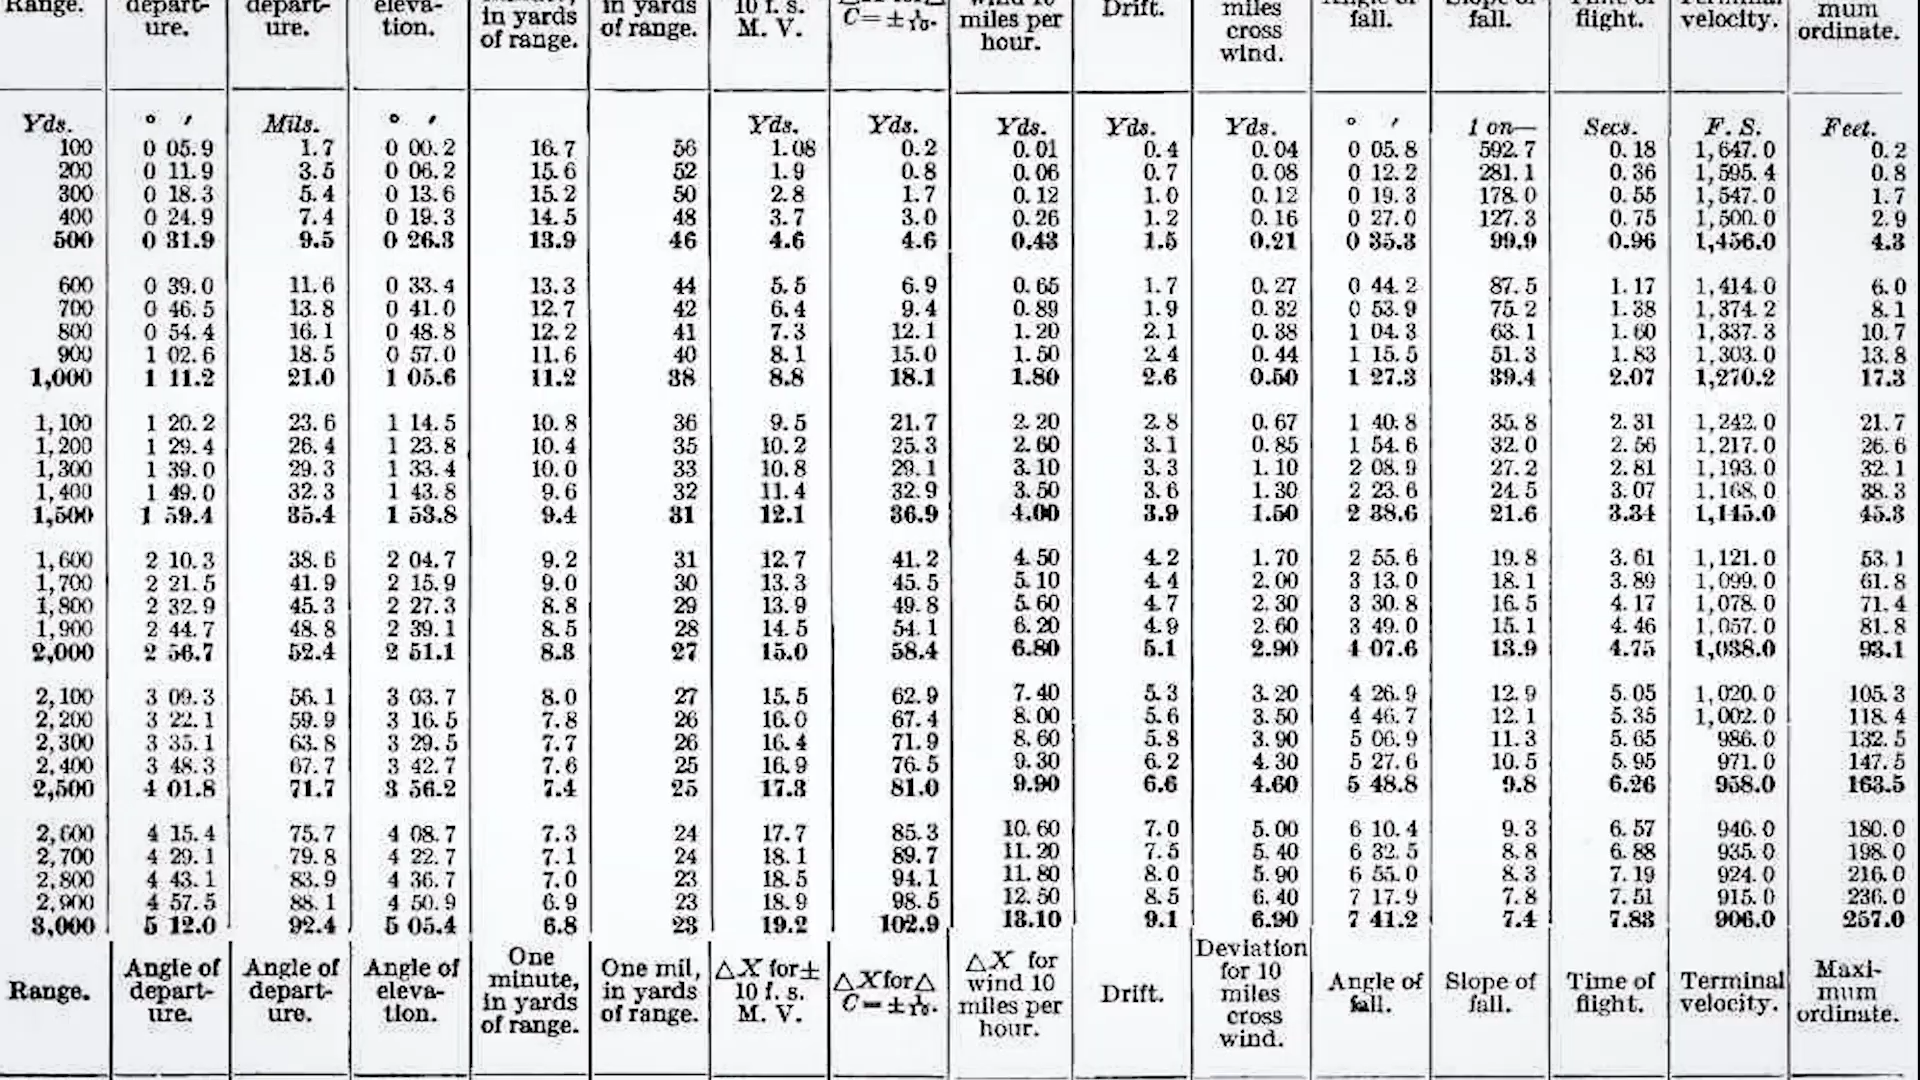 Range. depart- depart- eleva- in yards in yards 10 f. s. C=± 1/10. miles per Drift. miles fall. fall. flight. velocity. mum
ure. ure. tion. of range. of range. M. V. hour. cross ordinate.
wind.
Yds. ° ′ Mils. ° ′ Yds. Yds. Yds. Yds. Yds. ° ′ 1 on— Secs. F. S. Feet.
100 0 05.9 1.7 0 00.2 16.7 56 1.08 0.2 0.01 0.4 0.04 0 05.8 592.7 0.18 1,647.0 0.2
200 0 11.9 3.5 0 06.2 15.6 52 1.9 0.8 0.06 0.7 0.08 0 12.2 281.1 0.36 1,595.4 0.8
300 0 18.3 5.4 0 13.6 15.2 50 2.8 1.7 0.12 1.0 0.12 0 19.3 178.0 0.55 1,547.0 1.7
400 0 24.9 7.4 0 19.3 14.5 48 3.7 3.0 0.26 1.2 0.16 0 27.0 127.3 0.75 1,500.0 2.9
500 0 31.9 9.5 0 26.3 13.9 46 4.6 4.6 0.43 1.5 0.21 0 35.3 99.9 0.96 1,456.0 4.3
600 0 39.0 11.6 0 33.4 13.3 44 5.5 6.9 0.65 1.7 0.27 0 44.2 87.5 1.17 1,414.0 6.0
700 0 46.5 13.8 0 41.0 12.7 42 6.4 9.4 0.89 1.9 0.32 0 53.9 75.2 1.38 1,374.2 8.1
800 0 54.4 16.1 0 48.8 12.2 41 7.3 12.1 1.20 2.1 0.38 1 04.3 63.1 1.60 1,337.3 10.7
900 1 02.6 18.5 0 57.0 11.6 40 8.1 15.0 1.50 2.4 0.44 1 15.5 51.3 1.83 1,303.0 13.8
1,000 1 11.2 21.0 1 05.6 11.2 38 8.8 18.1 1.80 2.6 0.50 1 27.3 39.4 2.07 1,270.2 17.3
1,100 1 20.2 23.6 1 14.5 10.8 36 9.5 21.7 2.20 2.8 0.67 1 40.8 35.8 2.31 1,242.0 21.7
1,200 1 29.4 26.4 1 23.8 10.4 35 10.2 25.3 2.60 3.1 0.85 1 54.6 32.0 2.56 1,217.0 26.6
1,300 1 39.0 29.3 1 33.4 10.0 33 10.8 29.1 3.10 3.3 1.10 2 08.9 27.2 2.81 1,193.0 32.1
1,400 1 49.0 32.3 1 43.8 9.6 32 11.4 32.9 3.50 3.6 1.30 2 23.6 24.5 3.07 1,168.0 38.3
1,500 1 59.4 35.4 1 53.8 9.4 31 12.1 36.9 4.00 3.9 1.50 2 38.6 21.6 3.34 1,145.0 45.3
1,600 2 10.3 38.6 2 04.7 9.2 31 12.7 41.2 4.50 4.2 1.70 2 55.6 19.8 3.61 1,121.0 53.1
1,700 2 21.5 41.9 2 15.9 9.0 30 13.3 45.5 5.10 4.4 2.00 3 13.0 18.1 3.89 1,099.0 61.8
1,800 2 32.9 45.3 2 27.3 8.8 29 13.9 49.8 5.60 4.7 2.30 3 30.8 16.5 4.17 1,078.0 71.4
1,900 2 44.7 48.8 2 39.1 8.5 28 14.5 54.1 6.20 4.9 2.60 3 49.0 15.1 4.46 1,057.0 81.8
2,000 2 56.7 52.4 2 51.1 8.3 27 15.0 58.4 6.80 5.1 2.90 4 07.6 13.9 4.75 1,038.0 93.1
2,100 3 09.3 56.1 3 03.7 8.0 27 15.5 62.9 7.40 5.3 3.20 4 26.9 12.9 5.05 1,020.0 105.3
2,200 3 22.1 59.9 3 16.5 7.8 26 16.0 67.4 8.00 5.6 3.50 4 46.7 12.1 5.35 1,002.0 118.4
2,300 3 35.1 63.8 3 29.5 7.7 26 16.4 71.9 8.60 5.8 3.90 5 06.9 11.3 5.65 986.0 132.5
2,400 3 48.3 67.7 3 42.7 7.6 25 16.9 76.5 9.30 6.2 4.30 5 27.6 10.5 5.95 971.0 147.5
2,500 4 01.8 71.7 3 56.2 7.4 25 17.3 81.0 9.90 6.6 4.60 5 48.8 9.8 6.26 958.0 163.5
2,600 4 15.4 75.7 4 08.7 7.3 24 17.7 85.3 10.60 7.0 5.00 6 10.4 9.3 6.57 946.0 180.0
2,700 4 29.1 79.8 4 22.7 7.1 24 18.1 89.7 11.20 7.5 5.40 6 32.5 8.8 6.88 935.0 198.0
2,800 4 43.1 83.9 4 36.7 7.0 23 18.5 94.1 11.80 8.0 5.90 6 55.0 8.3 7.19 924.0 216.0
2,900 4 57.5 88.1 4 50.9 6.9 23 18.9 98.5 12.50 8.5 6.40 7 17.9 7.8 7.51 915.0 236.0
3,000 5 12.0 92.4 5 05.4 6.8 23 19.2 102.9 13.10 9.1 6.90 7 41.2 7.4 7.83 906.0 257.0
Range.
Angle of
depart-
ure.
Angle of
depart-
ure.
Angle of
eleva-
tion.
One
minute,
in yards
of range.
One mil,
in yards
of range.
△X for±
10 f. s.
M. V.
△Xfor△
C=± 1/10.
△X for
wind 10
miles per
hour.
Drift.
Deviation
for 10
miles
cross
wind.
Angle of
fall.
Slope of
fall.
Time of
flight.
Terminal
velocity.
Maxi-
mum
ordinate.